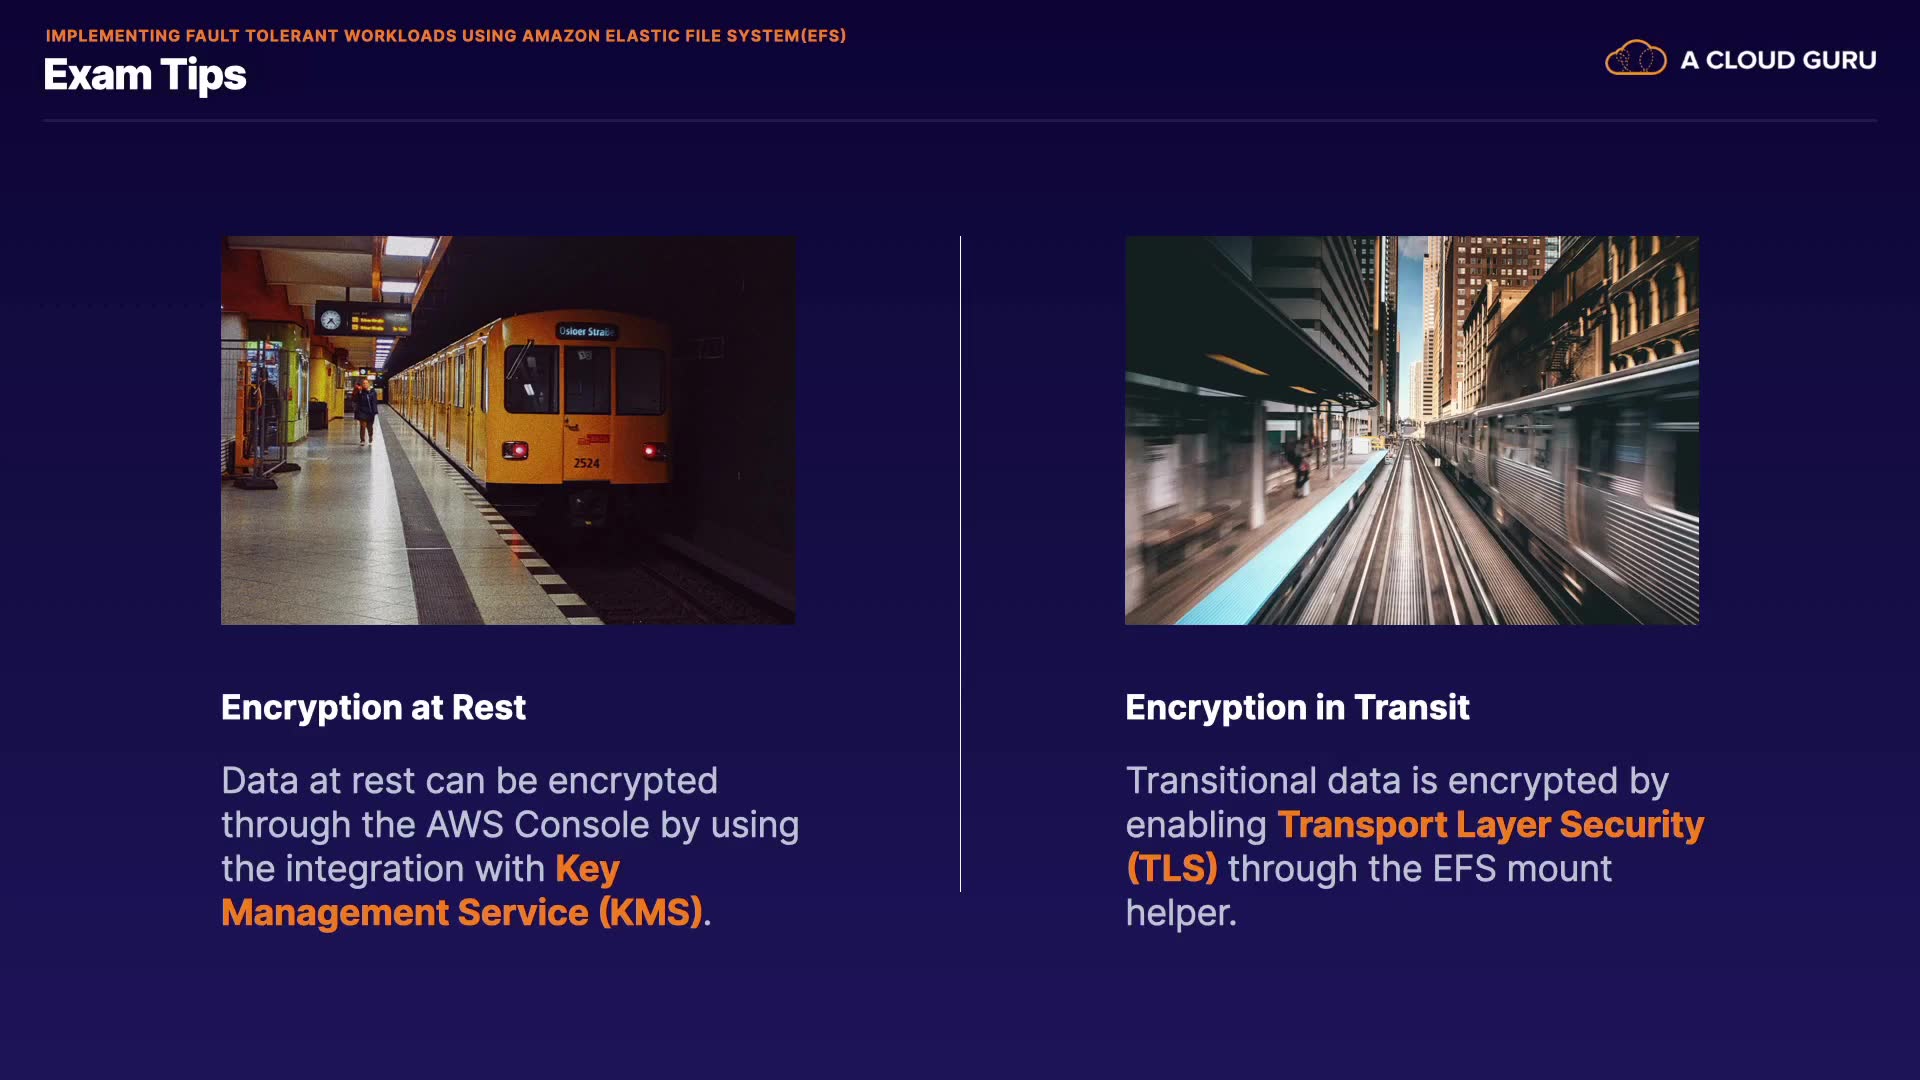 IMPLEMENTING FAULT TOLERANT WORKLOADS USING AMAZON ELASTIC FILE SYSTEM(EFS)
Exam Tips
A CLOUD GURU
Osloer Straße
2524
Encryption at Rest
Data at rest can be encrypted
through the AWS Console by using
the integration with Key
Management Service (KMS).
Encryption in Transit
Transitional data is encrypted by
enabling Transport Layer Security
(TLS) through the EFS mount
helper.